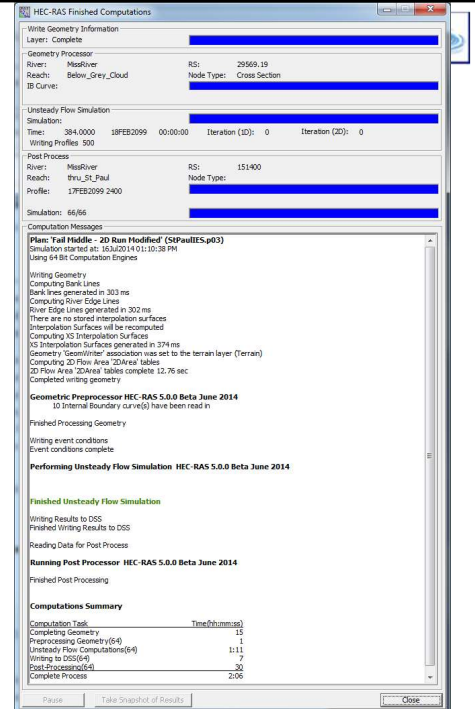 HEC-RAS Finished Computations
Write Geometry Information
Layer: Complete
Geometry Processor
River: MissRiver RS: 29569.19
Reach: Below_Grey_Cloud Node Type: Cross Section
IB Curve:
Unsteady Flow Simulation
Simulation:
Time: 384.0000 18FEB2099 00:00:00 Iteration (1D): 0 Iteration (2D): 0
Writing Profiles 500
Post Process
River: MissRiver RS: 151400
Reach: thru_St_Paul Node Type:
Profile: 17FEB2099 2400
Simulation: 66/66
Computation Messages
Plan: 'Fail Middle - 2D Run Modified' (StPaulIES.p03)
Simulation started at: 16Jul2014 01:10:38 PM
Using 64 Bit Computation Engines
Writing Geometry
Computing Bank Lines
Bank lines generated in 303 ms
Computing River Edge Lines
River Edge Lines generated in 302 ms
There are no stored interpolation surfaces
Interpolation Surfaces will be recomputed
Computing XS Interpolation Surfaces
XS Interpolation Surfaces generated in 374 ms
Geometry 'GeomWriter' association was set to the terrain layer (Terrain)
Computing 2D Flow Area '2DArea' tables
2D Flow Area '2DArea' tables complete 12.76 sec
Completed writing geometry
Geometric Preprocessor HEC-RAS 5.0.0 Beta June 2014
10 Internal Boundary curve(s) have been read in
Finished Processing Geometry
Writing event conditions
Event conditions complete
Performing Unsteady Flow Simulation HEC-RAS 5.0.0 Beta June 2014
Finished Unsteady Flow Simulation
Writing Results to DSS
Finished Writing Results to DSS
Reading Data for Post Process
Running Post Processor HEC-RAS 5.0.0 Beta June 2014
Finished Post Processing
Computations Summary
Computation Task Time(hh:mm:ss)
Completing Geometry 15
Preprocessing Geometry(64) 1
Unsteady Flow Computations(64) 1:11
Writing to DSS(64) 7
Post-Processing(64) 30
Complete Process 2:06
Pause Take Snapshot of Results Close